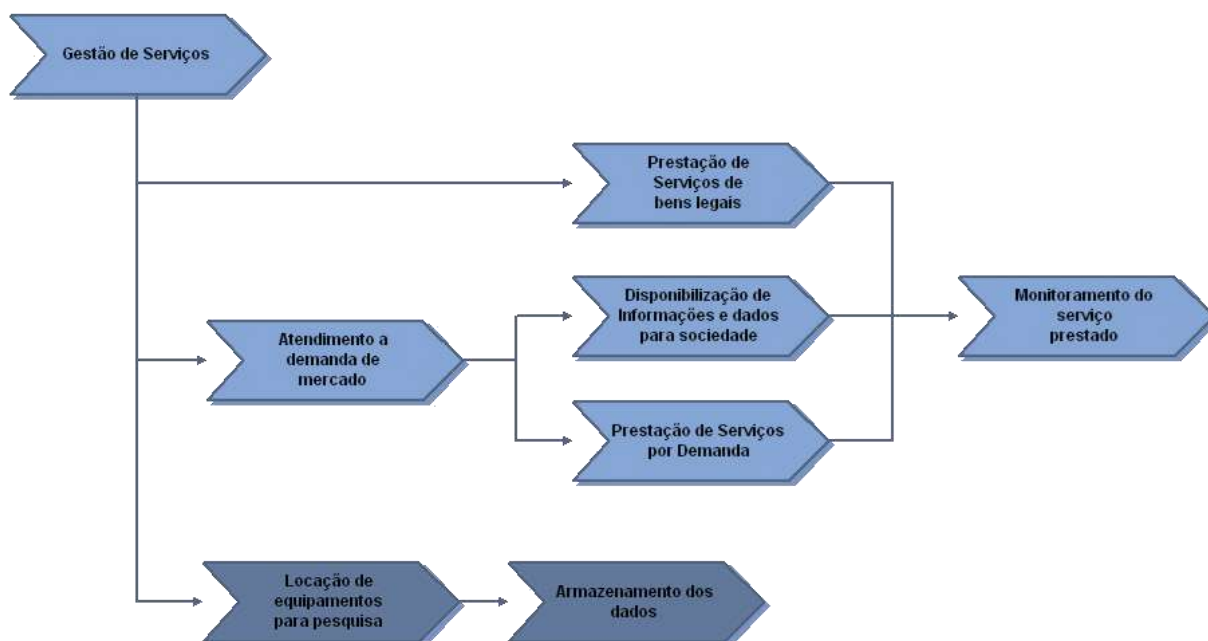 Gestão de Serviços
Prestação de
Serviços de
bens legais
Disponibilização de
Informações e dados
para sociedade
Monitoramento do
serviço
prestado
Atendimento a
demanda de
mercado
Prestação de Serviços
por Demanda
Locação de
equipamentos
para pesquisa
Armazenamento dos
dados